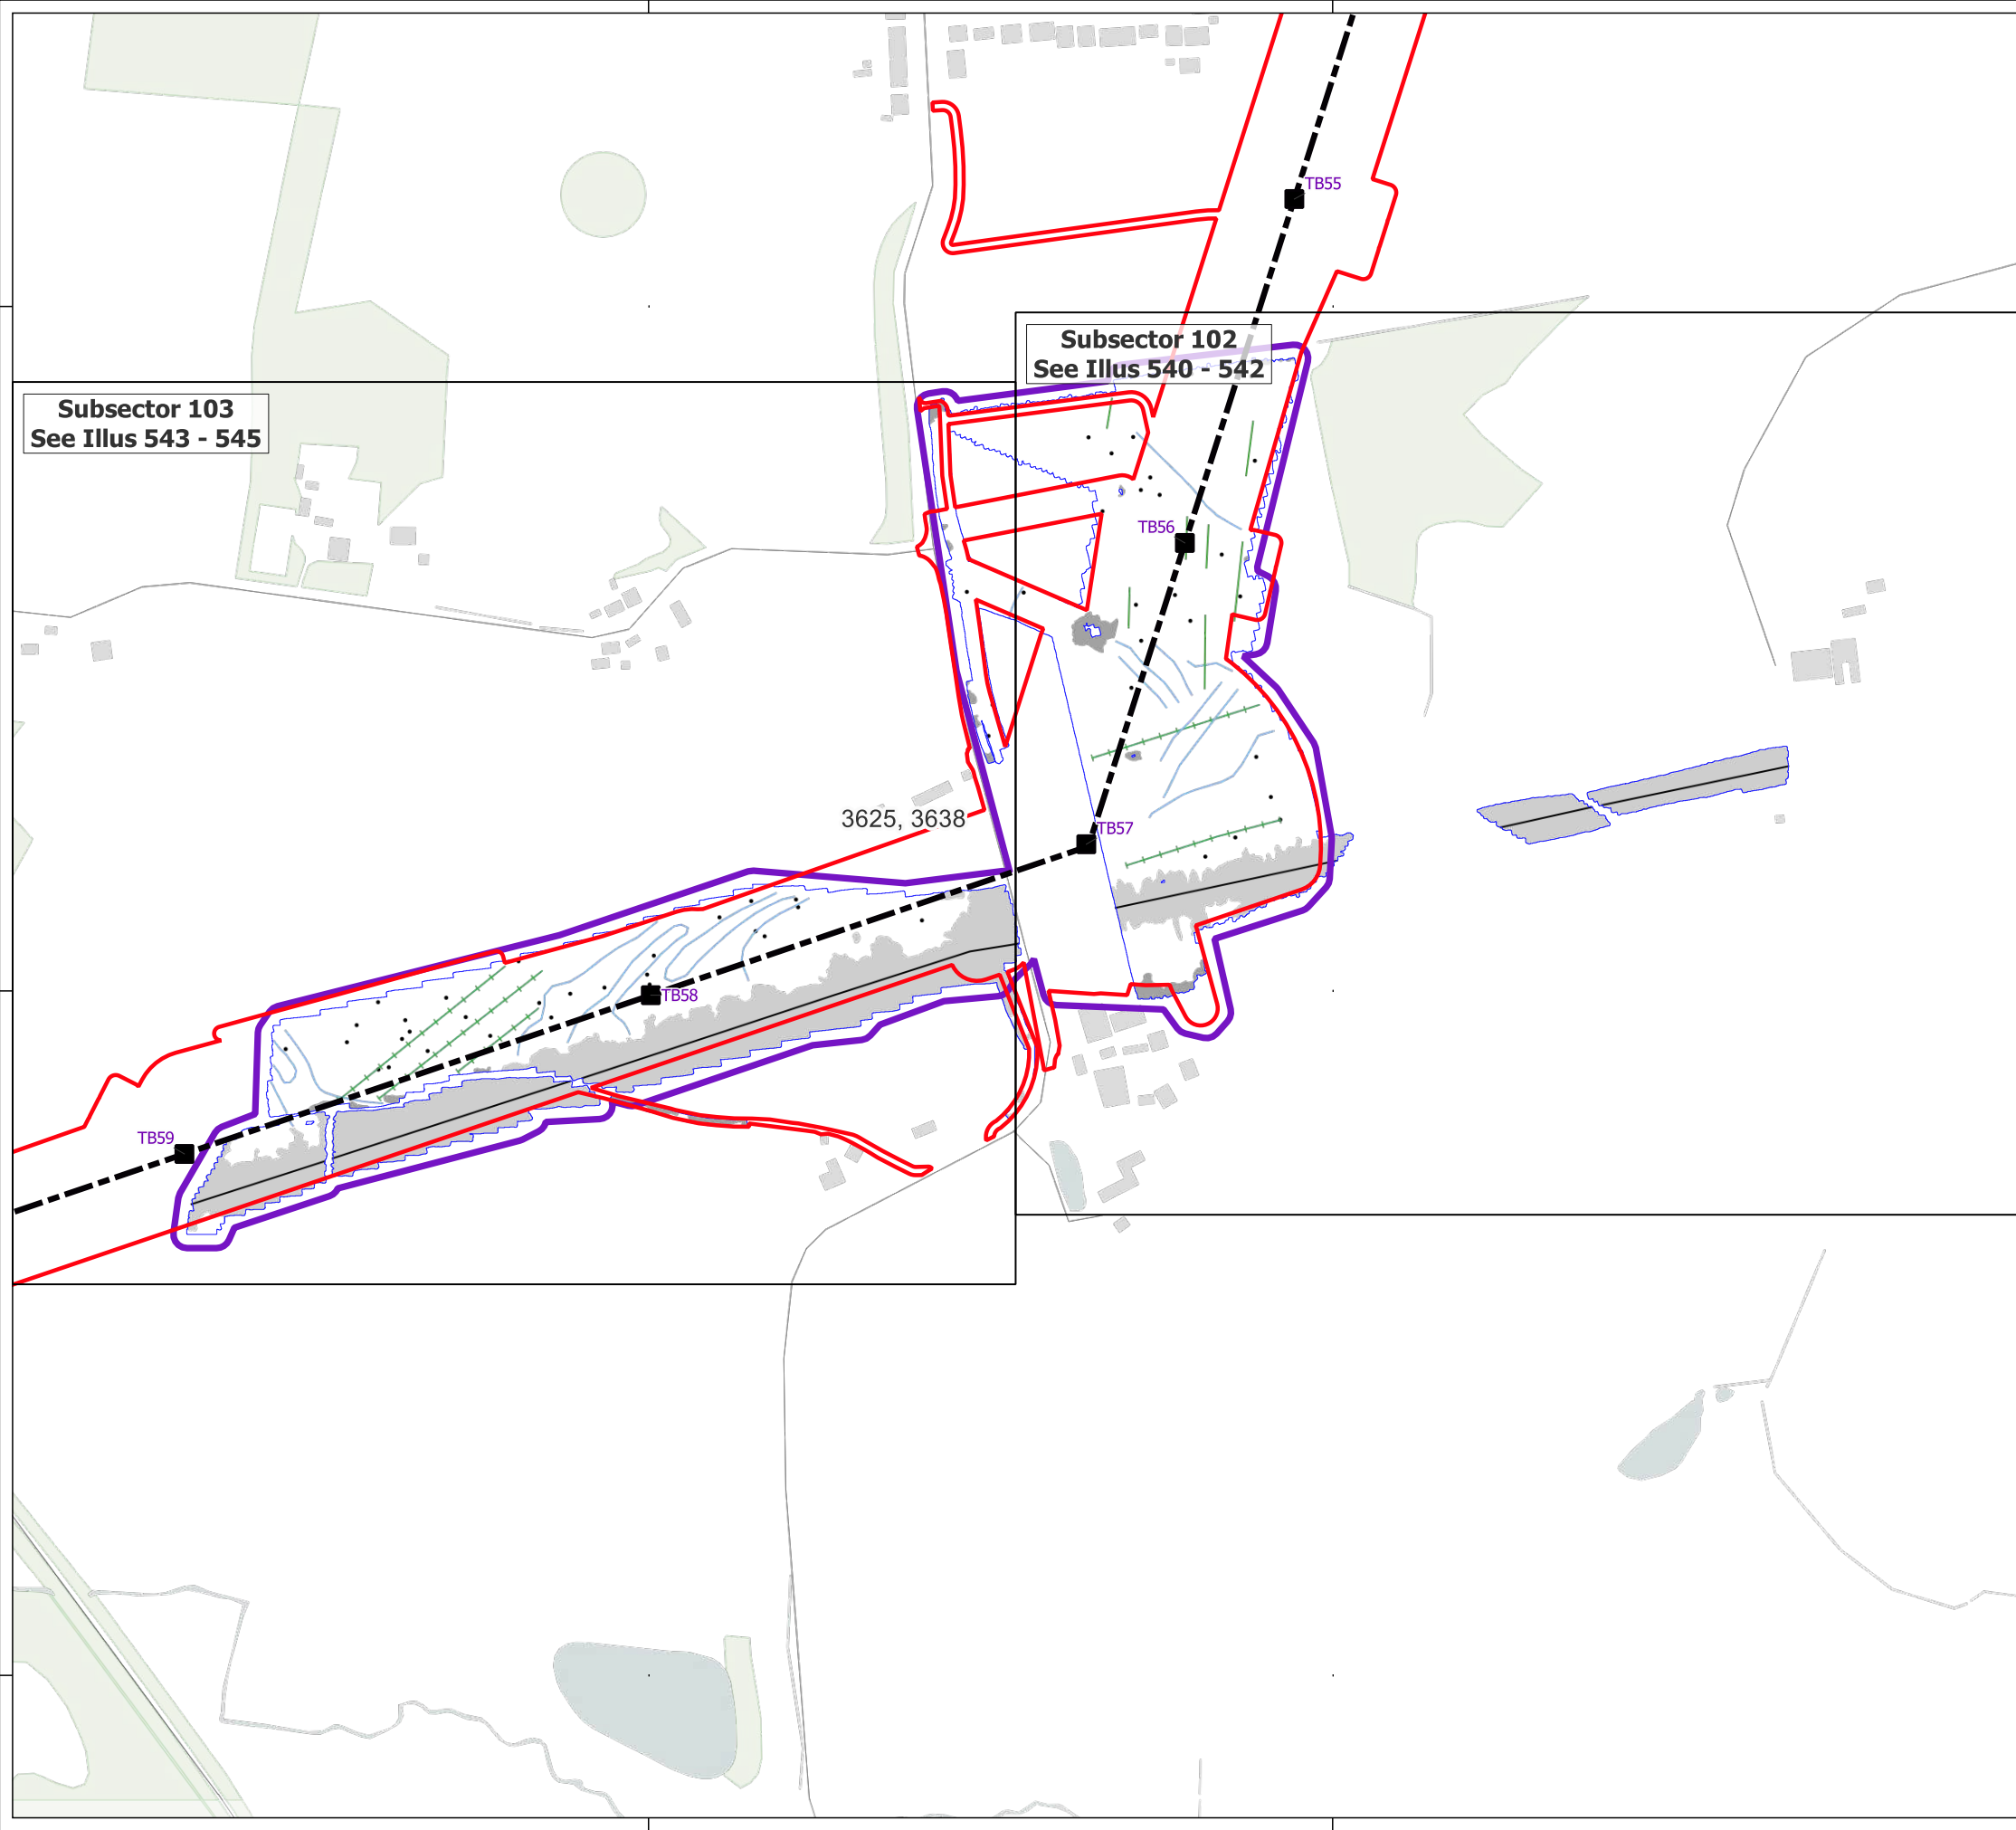 TB55
Subsector 102
See Illus 540 - 542
Subsector 103
See Illus 543 - 545
TB56
3625, 3638
TB57
TB58
TB59